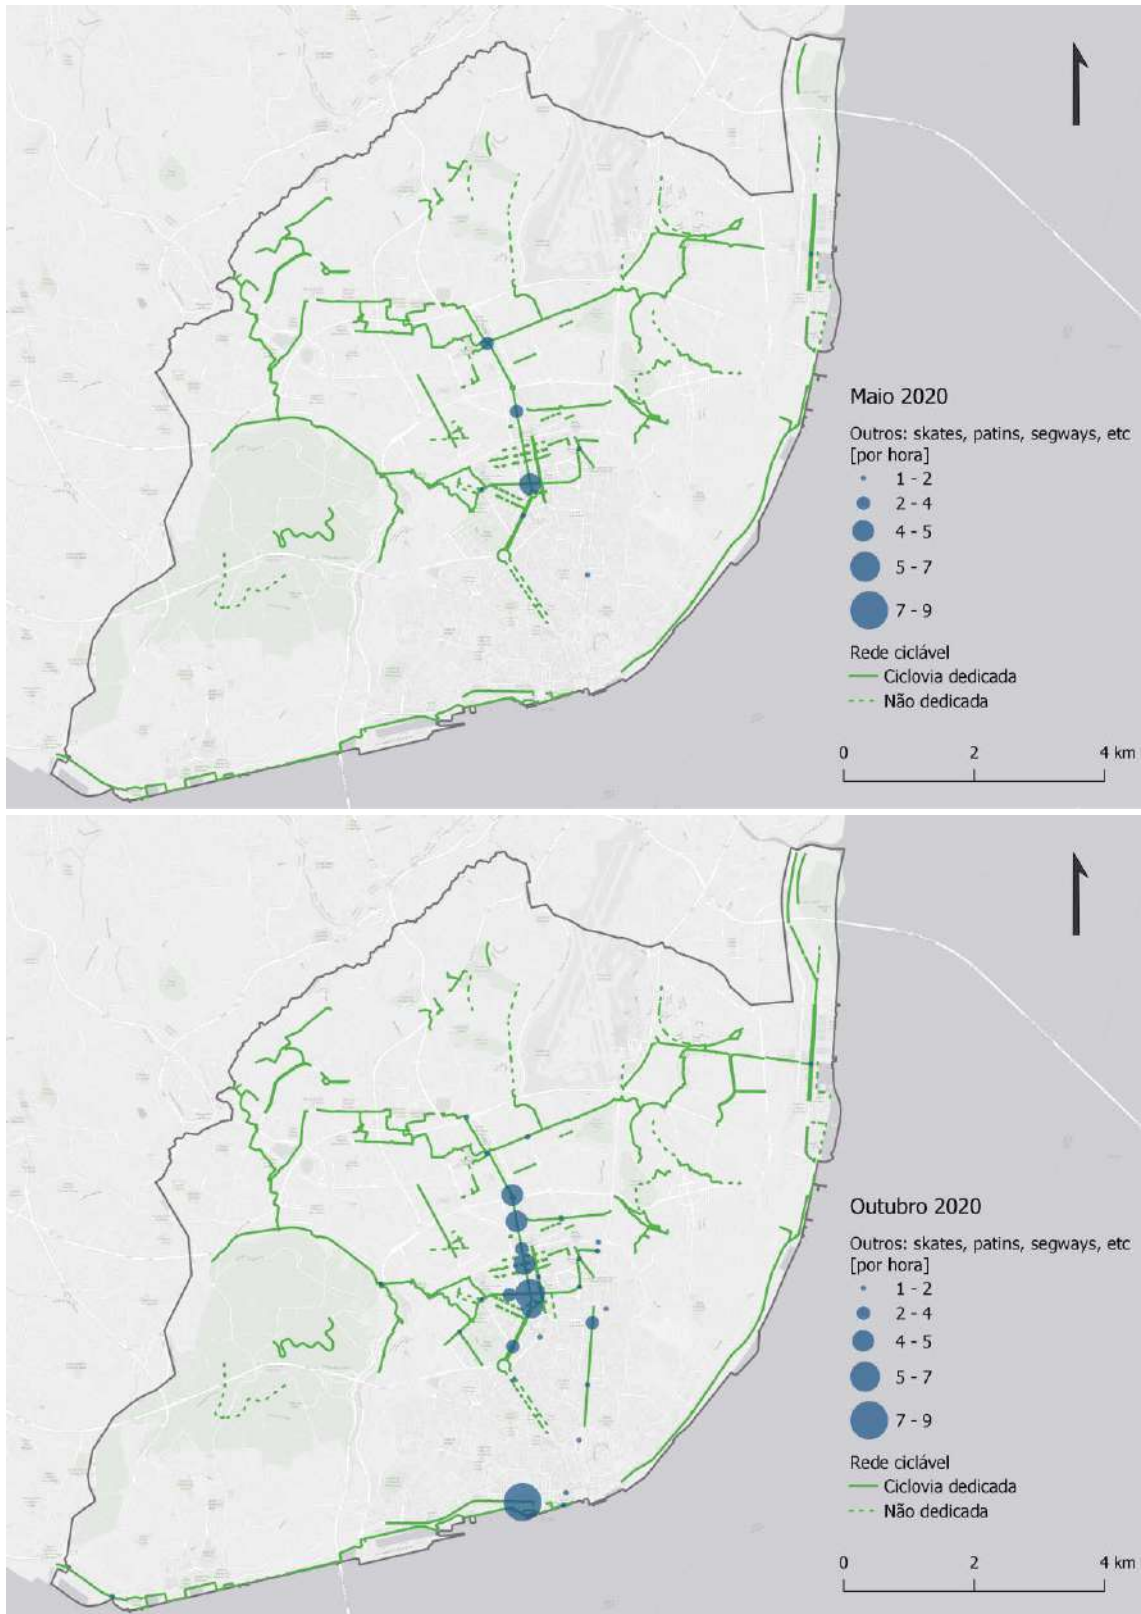 Maio 2020
Outros: skates, patins, segways, etc
[por hora]
1 - 2
2 - 4
4 - 5
5 - 7
7 - 9
Rede ciclável
Ciclovia dedicada
Não dedicada
0 2 4 km
Outubro 2020
Outros: skates, patins, segways, etc
[por hora]
1 - 2
2 - 4
4 - 5
5 - 7
7 - 9
Rede ciclável
Ciclovia dedicada
Não dedicada
0 2 4 km